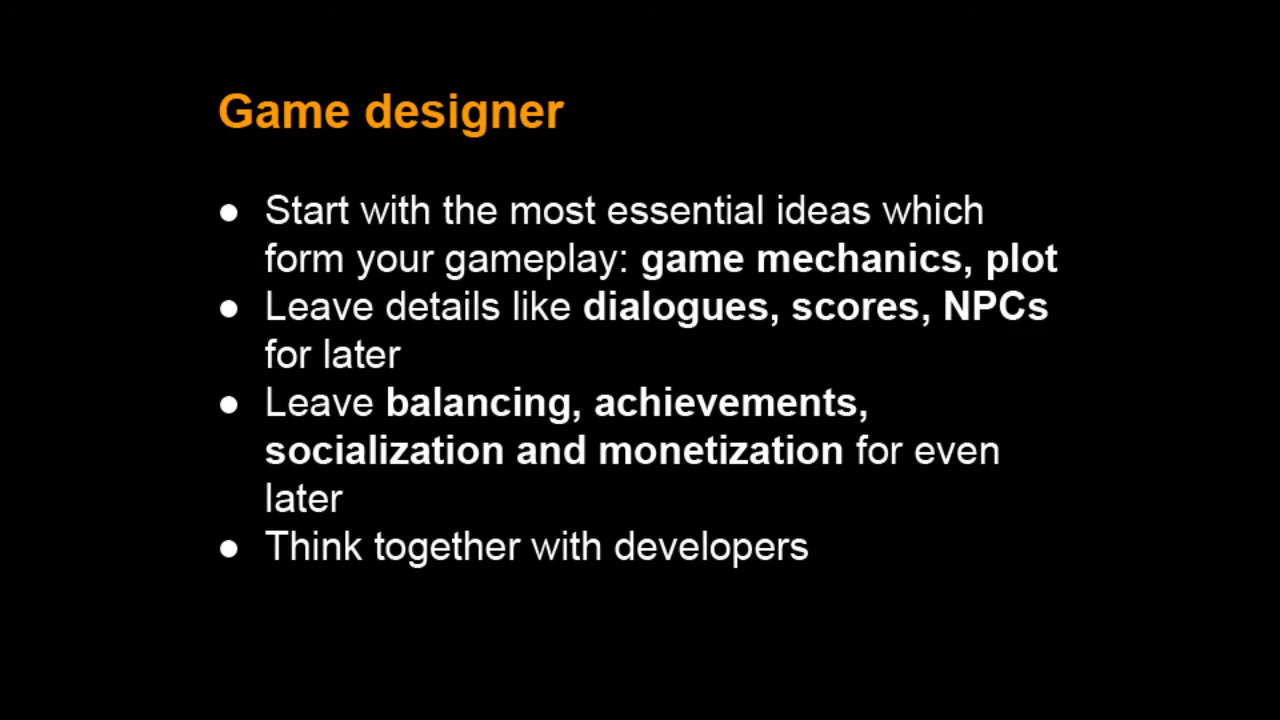 Game designer
● Start with the most essential ideas which
form your gameplay: game mechanics, plot
● Leave details like dialogues, scores, NPCs
for later
● Leave balancing, achievements,
socialization and monetization for even
later
● Think together with developers